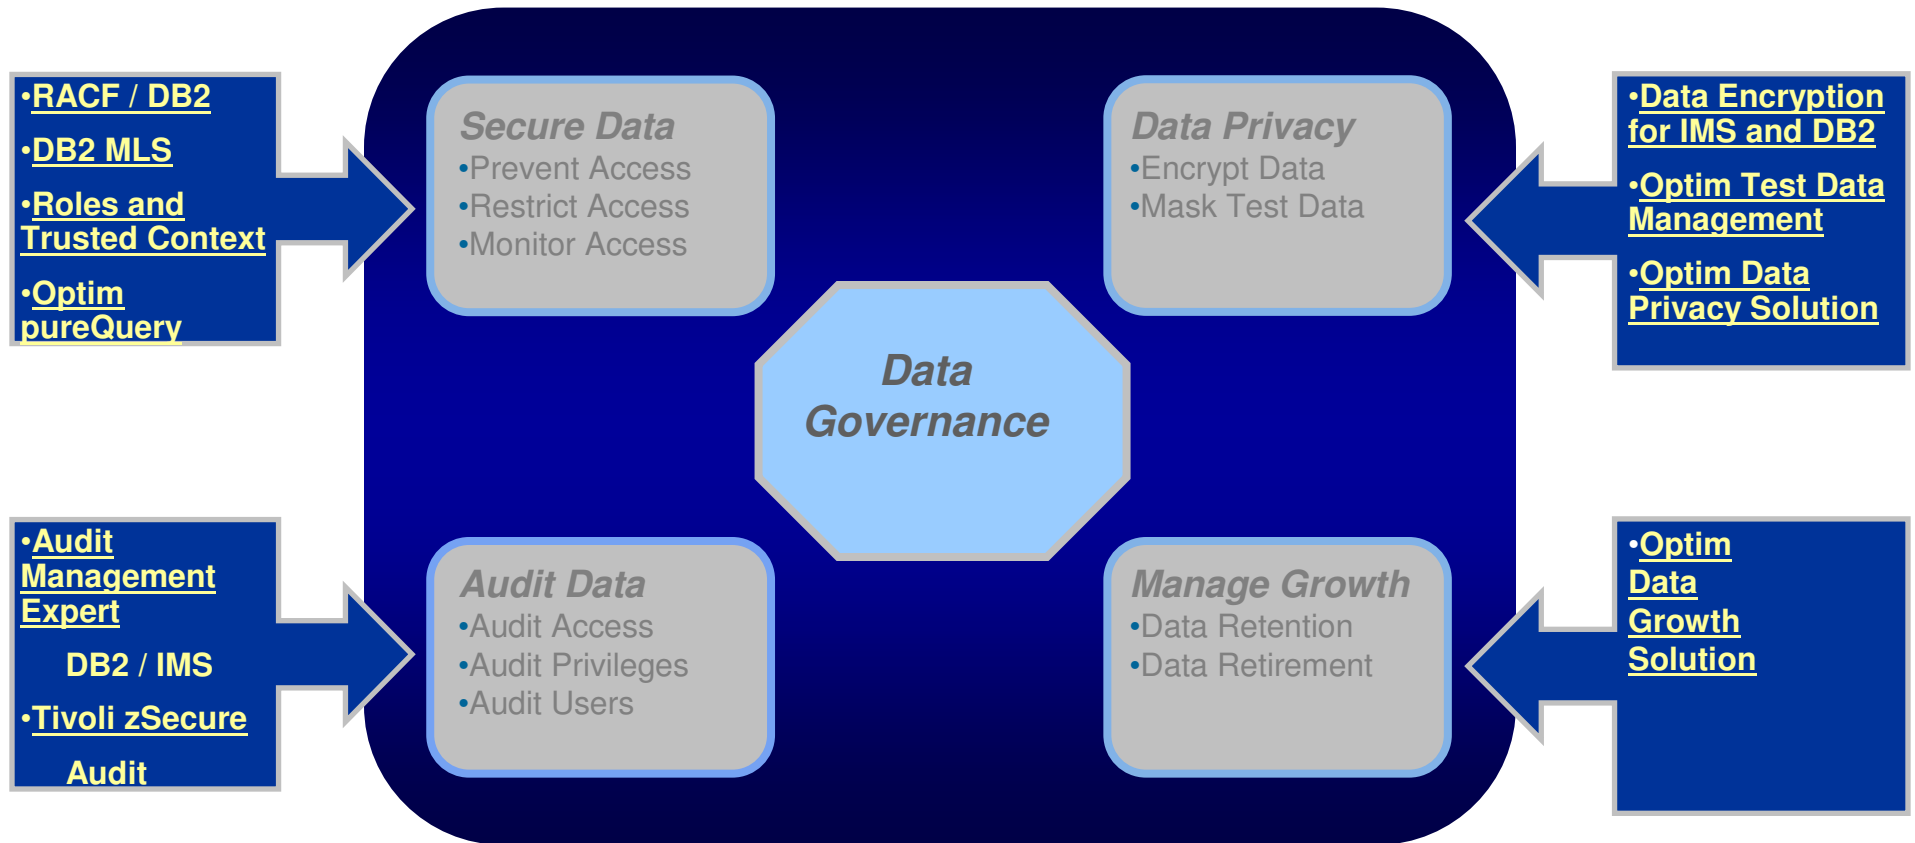 •RACF / DB2
•DB2 MLS
•Roles and
Trusted Context
•Optim
pureQuery
Secure Data
•Prevent Access
•Restrict Access
•Monitor Access
Data Privacy
•Encrypt Data
•Mask Test Data
•Data Encryption
for IMS and DB2
•Optim Test Data
Management
•Optim Data
Privacy Solution
Data
Governance
•Audit
Management
Expert
DB2 / IMS
•Tivoli zSecure
Audit
Audit Data
•Audit Access
•Audit Privileges
•Audit Users
Manage Growth
•Data Retention
•Data Retirement
•Optim
Data
Growth
Solution